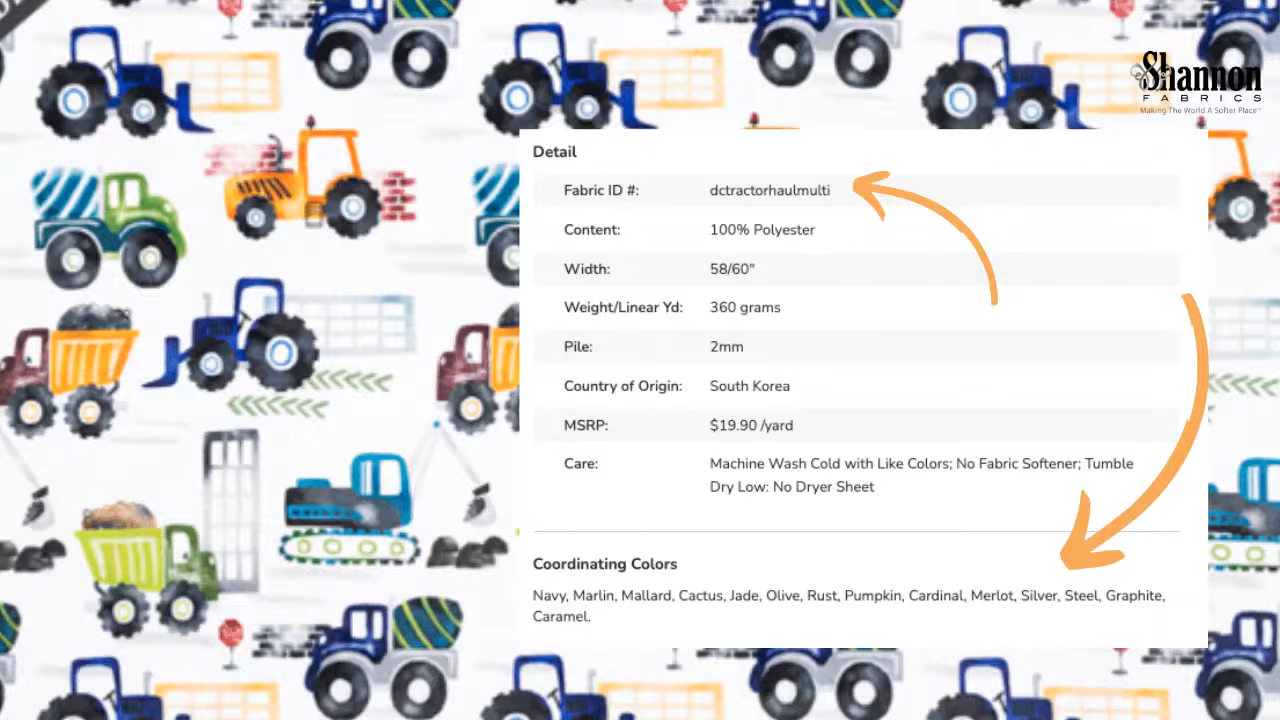 Shannon
FABRICS
Making The World A Softer Place™
Detail
Fabric ID #: dctractorhaulmulti
Content: 100% Polyester
Width: 58/60"
Weight/Linear Yd: 360 grams
Pile: 2mm
Country of Origin: South Korea
MSRP: $19.90 /yard
Care: Machine Wash Cold with Like Colors; No Fabric Softener; Tumble
Dry Low: No Dryer Sheet
Coordinating Colors
Navy, Marlin, Mallard, Cactus, Jade, Olive, Rust, Pumpkin, Cardinal, Merlot, Silver, Steel, Graphite,
Caramel.